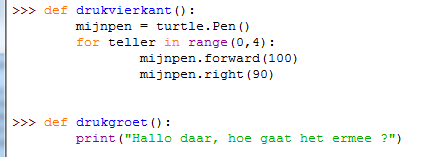 >>> def drukvierkant():
        mijnpen = turtle.Pen()
        for teller in range(0,4):
                mijnpen.forward(100)
                mijnpen.right(90)
>>> def drukgroet():
        print("Hallo daar, hoe gaat het ermee ?")